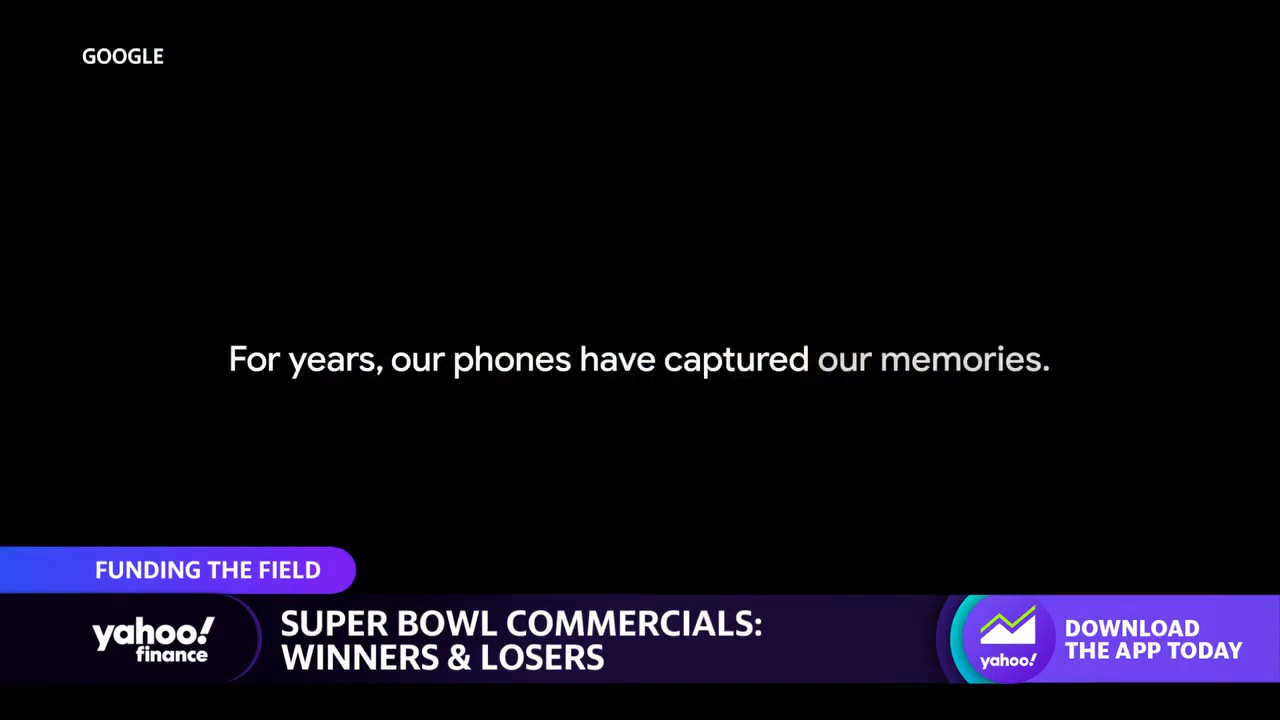 GOOGLE
For years, our phones have captured our memories.
FUNDING THE FIELD
yahoo!
finance
SUPER BOWL COMMERCIALS:
WINNERS & LOSERS
yahoo!
DOWNLOAD
THE APP TODAY